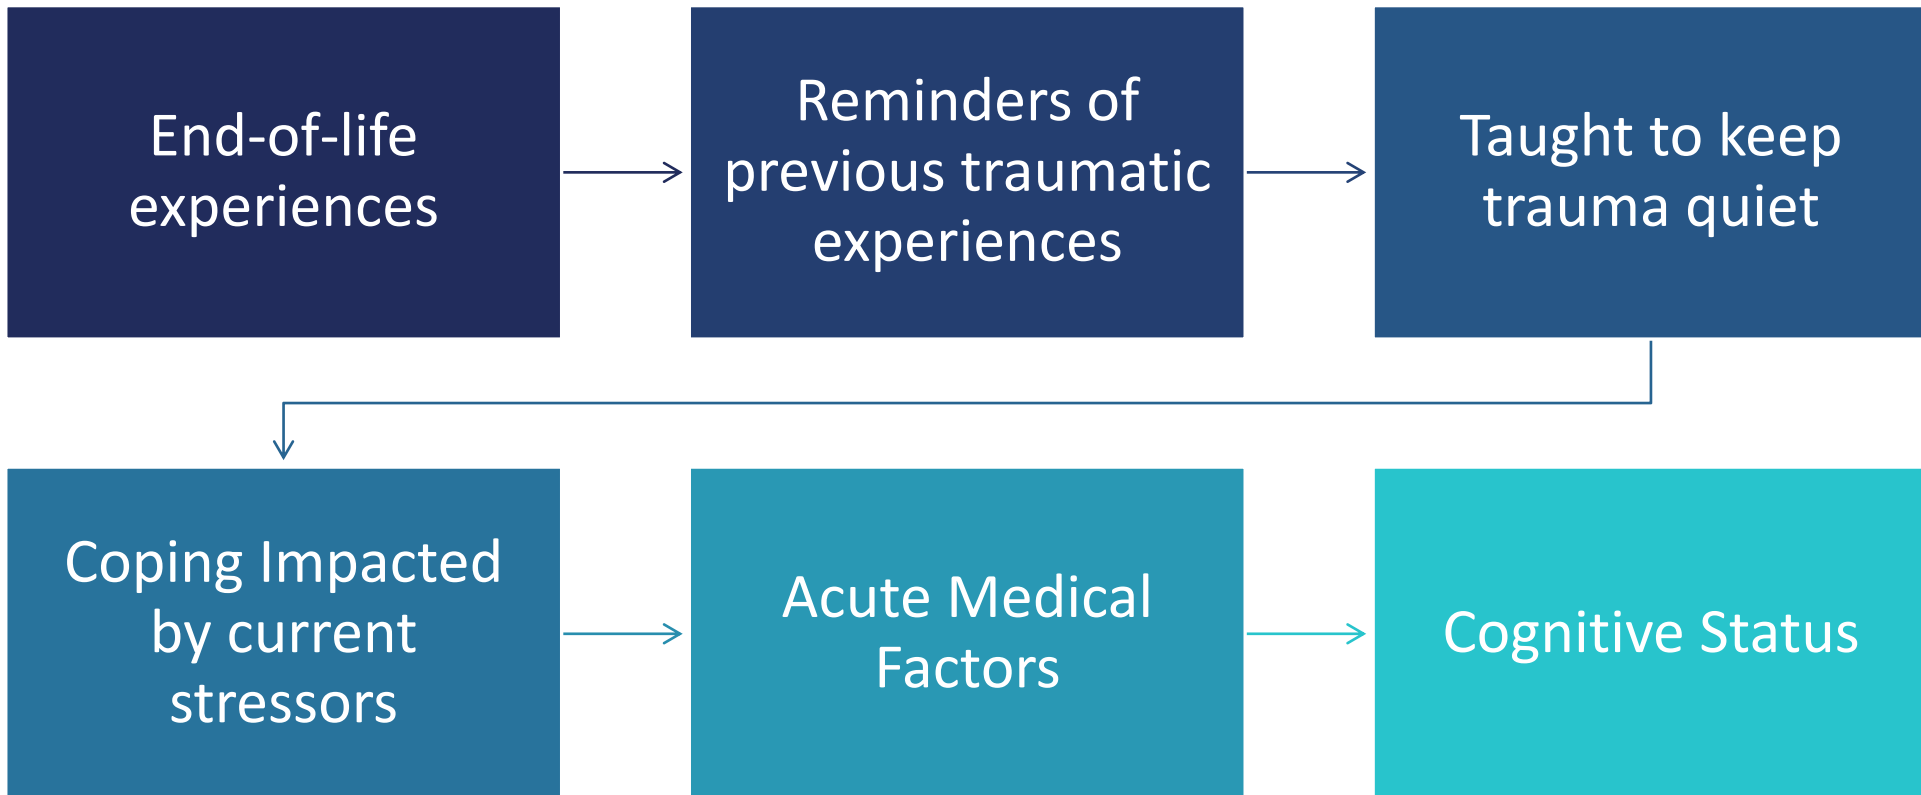 End-of-life
experiences
Reminders of
previous traumatic
experiences
Taught to keep
trauma quiet
Coping Impacted
by current
stressors
Acute Medical
Factors
Cognitive Status